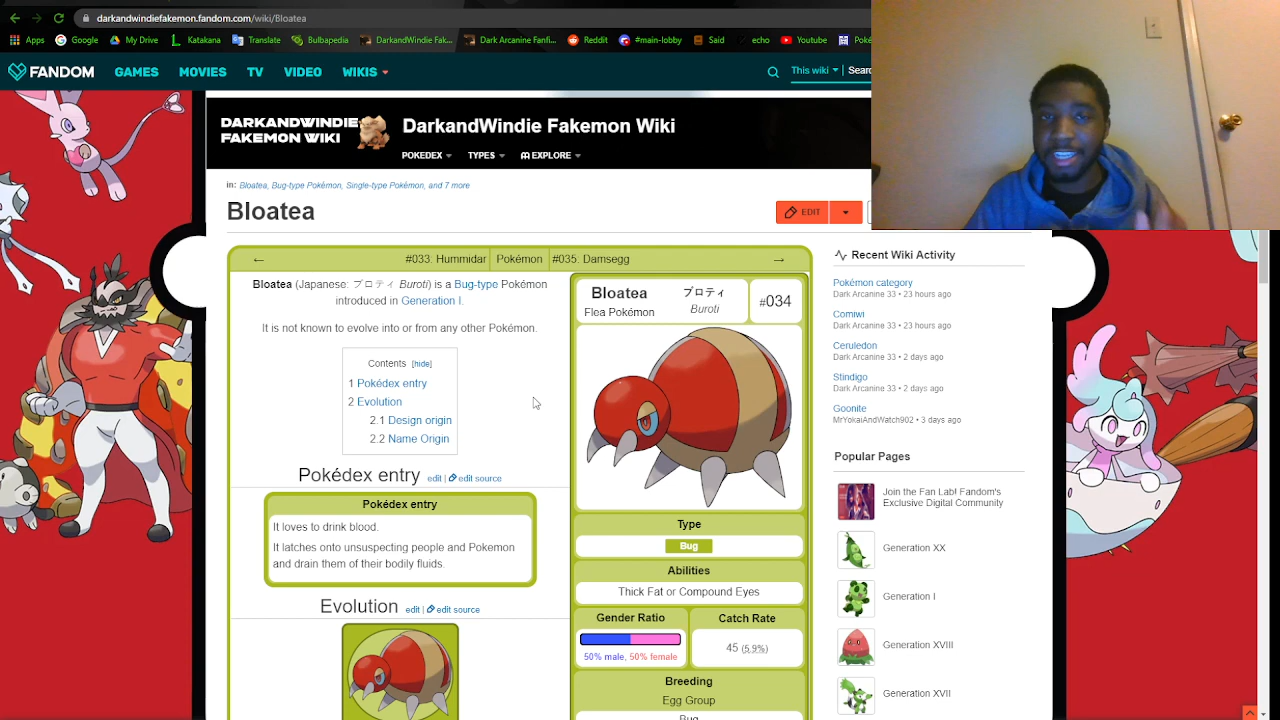 darkandwindiefakemon.fandom.com/wiki/Bloatea
Apps Google My Drive Katakana Translate Bulbapedia DarkandWindie Fak... Dark Arcanine Fanfi... Reddit #main-lobby Said echo Youtube Poké
FANDOM GAMES MOVIES TV VIDEO WIKIS This wiki Searc
DARKANDWINDIE
FAKEMON WIKI
DarkandWindie Fakemon Wiki
POKEDEX TYPES EXPLORE
in: Bloatea, Bug-type Pokémon, Single-type Pokémon, and 7 more
Bloatea
EDIT
← #033: Hummidar Pokémon #035: Damsegg →
Bloatea (Japanese: ブロティ Buroti) is a Bug-type Pokémon
introduced in Generation I.
It is not known to evolve into or from any other Pokémon.
Contents [hide]
1 Pokédex entry
2 Evolution
2.1 Design origin
2.2 Name Origin
Pokédex entry edit | edit source
Pokédex entry
It loves to drink blood.
It latches onto unsuspecting people and Pokemon
and drain them of their bodily fluids.
Evolution edit | edit source
Bloatea ブロティ #034
Flea Pokémon Buroti
Type
Bug
Abilities
Thick Fat or Compound Eyes
Gender Ratio Catch Rate
50% male, 50% female 45 (5.9%)
Breeding
Egg Group
Bug
Recent Wiki Activity
Pokémon category
Dark Arcanine 33 • 23 hours ago
Comiwi
Dark Arcanine 33 • 23 hours ago
Ceruledon
Dark Arcanine 33 • 2 days ago
Stindigo
Dark Arcanine 33 • 2 days ago
Goonite
MrYokaiAndWatch902 • 3 days ago
Popular Pages
Join the Fan Lab! Fandom's
Exclusive Digital Community
Generation XX
Generation I
Generation XVIII
Generation XVII